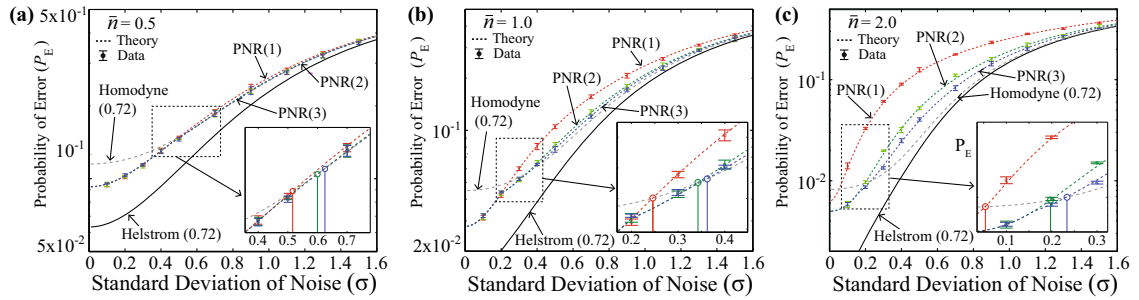 (a)
n̄ = 0.5
Theory
Data
PNR(1)
PNR(2)
PNR(3)
Homodyne
(0.72)
Helstrom (0.72)
Probability of Error (P_E)
5x10⁻¹
10⁻¹
5x10⁻²
0.4 0.5 0.6 0.7
0 0.2 0.4 0.6 0.8 1.0 1.2 1.4 1.6
Standard Deviation of Noise (σ)
(b)
n̄ = 1.0
Theory
Data
PNR(1)
PNR(2)
PNR(3)
Homodyne
(0.72)
Helstrom (0.72)
Probability of Error (P_E)
5x10⁻¹
10⁻¹
2x10⁻²
0.2 0.3 0.4
0 0.2 0.4 0.6 0.8 1.0 1.2 1.4 1.6
Standard Deviation of Noise (σ)
(c)
n̄ = 2.0
Theory
Data
PNR(1)
PNR(2)
PNR(3)
Homodyne (0.72)
P_E
Helstrom (0.72)
Probability of Error (P_E)
5x10⁻¹
10⁻¹
10⁻²
0.1 0.2 0.3
0 0.2 0.4 0.6 0.8 1.0 1.2 1.4 1.6
Standard Deviation of Noise (σ)